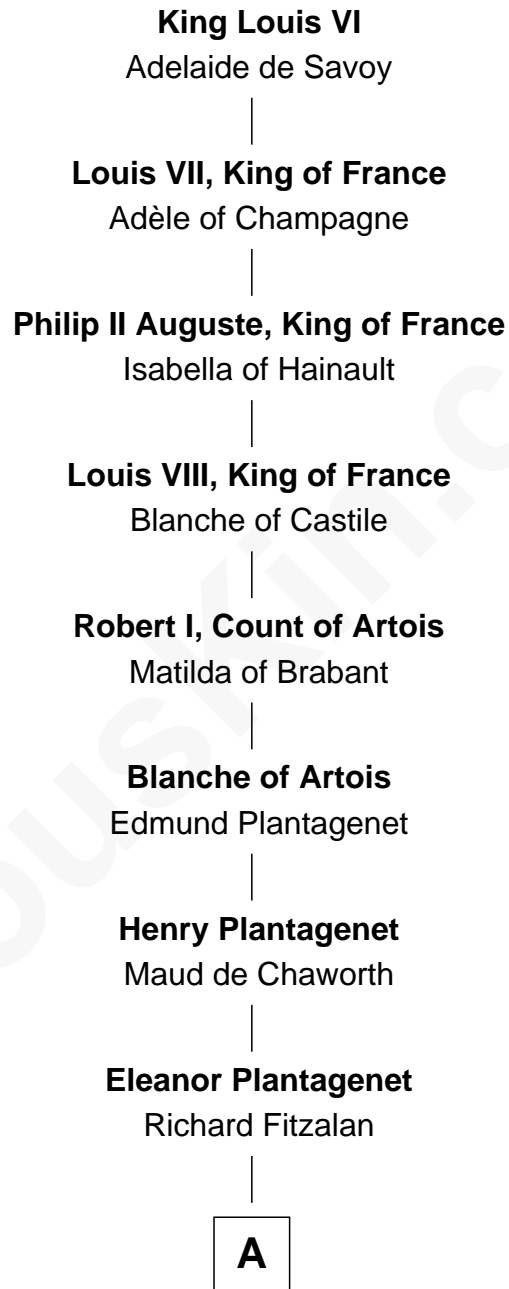 King Louis VI
Adelaide de Savoy
Louis VII, King of France
Adèle of Champagne
Philip II Auguste, King of France
Isabella of Hainault
Louis VIII, King of France
Blanche of Castile
Robert I, Count of Artois
Matilda of Brabant
Blanche of Artois
Edmund Plantagenet
Henry Plantagenet
Maud de Chaworth
Eleanor Plantagenet
Richard Fitzalan
A